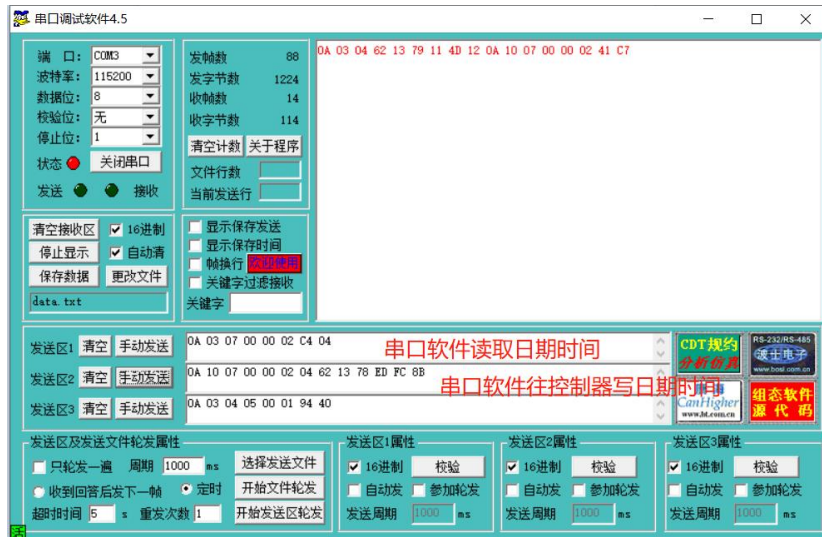 串口调试软件4.5
端 口: COM3
波特率: 115200
数据位: 8
校验位: 无
停止位: 1
状态 关闭串口
发送 接收
发帧数 88
发字节数 1224
收帧数 14
收字节数 114
清空计数 关于程序
文件行数
当前发送行
0A 03 04 62 13 79 11 4D 12 0A 10 07 00 00 02 41 C7
清空接收区 16进制
停止显示 自动清
保存数据 更改文件
data.txt
显示保存发送
显示保存时间
帧换行 欢迎使用
关键字过滤接收
关键字
发送区1 清空 手动发送 0A 03 07 00 00 02 C4 04
串口软件读取日期时间
发送区2 清空 手动发送 0A 10 07 00 00 02 04 62 13 78 ED FC 8B
串口软件往控制器写日期时间
发送区3 清空 手动发送 0A 03 04 05 00 01 94 40
CDT规约
分析仿真
RS-232/RS-485
波士电子
www.bosi.com.cn
CanHigher
www.ht.com.cn
组态软件
源代码
发送区及发送文件轮发属性
只轮发一遍 周期 1000 ms 选择发送文件
收到回答后发下一帧 定时 开始文件轮发
超时时间 5 s 重发次数 1 开始发送区轮发
发送区1属性
16进制 校验
自动发 参加轮发
发送周期 1000 ms
发送区2属性
16进制 校验
自动发 参加轮发
发送周期 1000 ms
发送区3属性
16进制 校验
自动发 参加轮发
发送周期 1000 ms